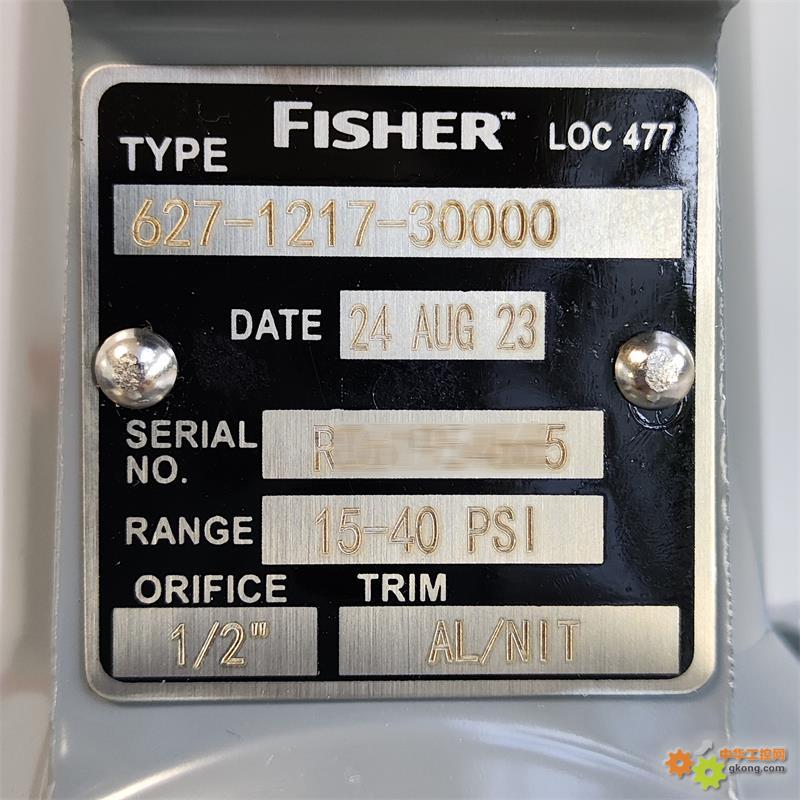 FISHER™ LOC 477
TYPE
627-1217-30000
DATE 24 AUG 23
SERIAL NO.
RANGE 15-40 PSI
ORIFICE TRIM
1/2" AL/NIT
中华工控网
gkong.com